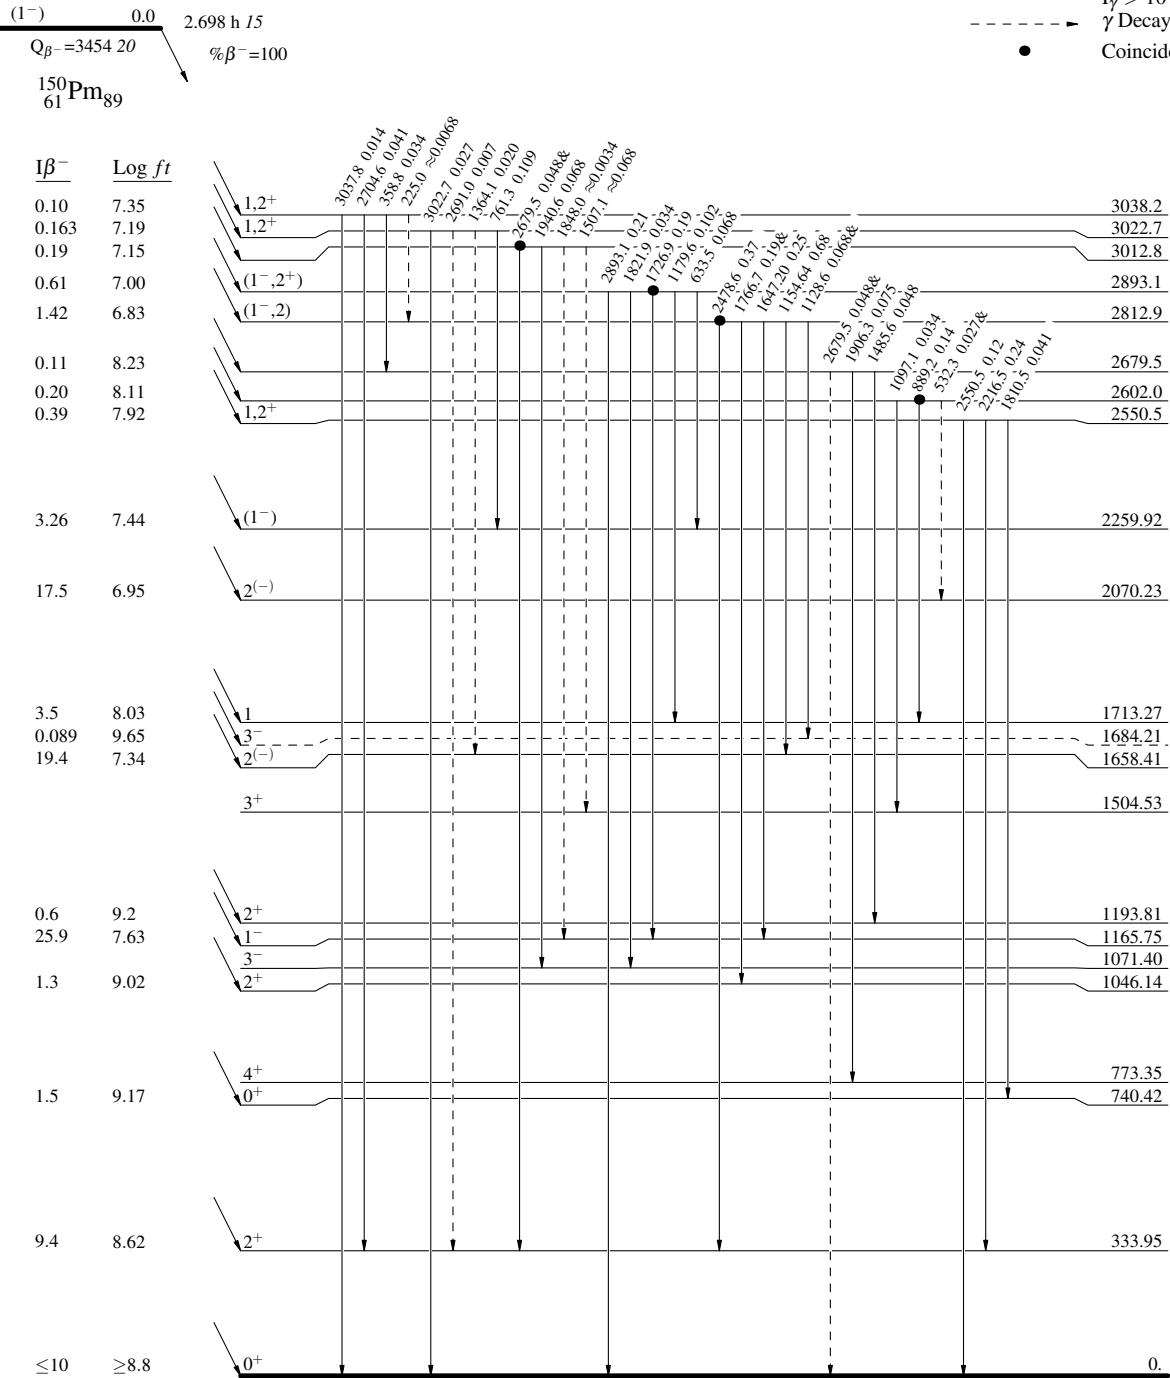 (1−) 0.0
2.698 h 15
Qβ−=3454 20
%β−=100
150 61 Pm 89
γ Decay
Coincide
Iβ− Log ft
3037.8 0.014
2704.6 0.041
358.8 0.034
225.0 ≈0.0068
3022.7 0.027
2691.0 0.007
1364.1 0.020
761.3 0.109
2679.5 0.048&
1940.6 0.068
1848.0 ≈0.0034
1507.1 ≈0.068
2893.1 0.21
1821.9 0.034
1726.9 0.19
1179.6 0.102
633.5 0.068
2478.6 0.37
1766.7 0.19&
1647.20 0.25
1154.64 0.68
1128.6 0.068&
2679.5 0.048&
1906.3 0.075
1485.6 0.048
1097.1 0.034
889.2 0.14
532.3 0.027&
2550.5 0.12
2216.5 0.24
1810.5 0.041
0.10 7.35 1,2+ 3038.2
0.163 7.19 1,2+ 3022.7
0.19 7.15 3012.8
0.61 7.00 (1−,2+) 2893.1
1.42 6.83 (1−,2) 2812.9
0.11 8.23 2679.5
0.20 8.11 2602.0
0.39 7.92 1,2+ 2550.5
3.26 7.44 (1−) 2259.92
17.5 6.95 2(−) 2070.23
3.5 8.03 1 1713.27
0.089 9.65 3− 1684.21
19.4 7.34 2(−) 1658.41
3+ 1504.53
0.6 9.2 2+ 1193.81
25.9 7.63 1− 1165.75
3− 1071.40
1.3 9.02 2+ 1046.14
4+ 773.35
1.5 9.17 0+ 740.42
9.4 8.62 2+ 333.95
≤10 ≥8.8 0+ 0.